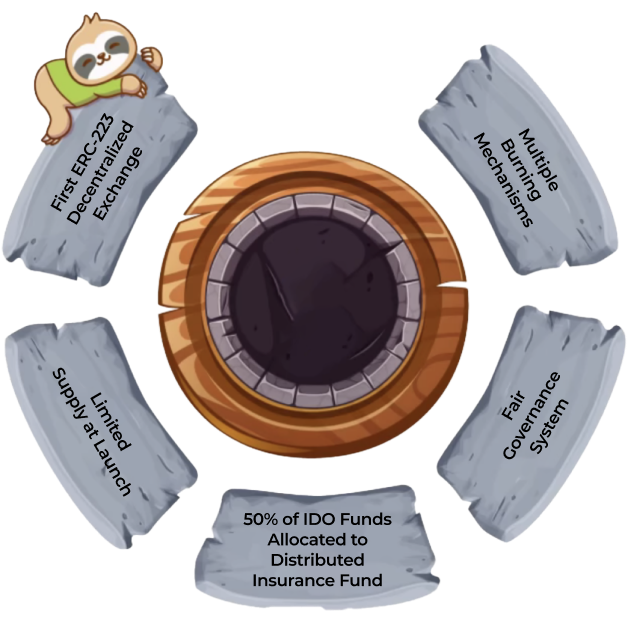 First ERC-223
Decentralized
Exchange
Multiple
Burning
Mechanisms
Limited
Supply at Launch
Fair
Governance
System
50% of IDO Funds
Allocated to
Distributed
Insurance Fund